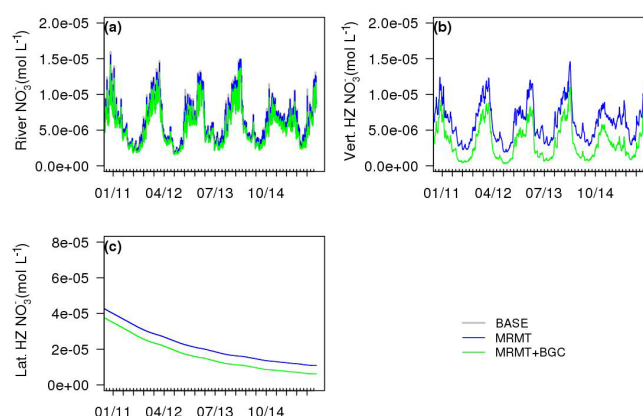 (a)
River NO₃⁻(mol L⁻¹)
2.0e-05
1.5e-05
1.0e-05
5.0e-06
0.0e+00
01/11 04/12 07/13 10/14
(b)
Vert. HZ NO₃⁻(mol L⁻¹)
2.0e-05
1.5e-05
1.0e-05
5.0e-06
0.0e+00
01/11 04/12 07/13 10/14
(c)
Lat. HZ NO₃⁻(mol L⁻¹)
8e-05
6e-05
4e-05
2e-05
0e+00
01/11 04/12 07/13 10/14
BASE
MRMT
MRMT+BGC